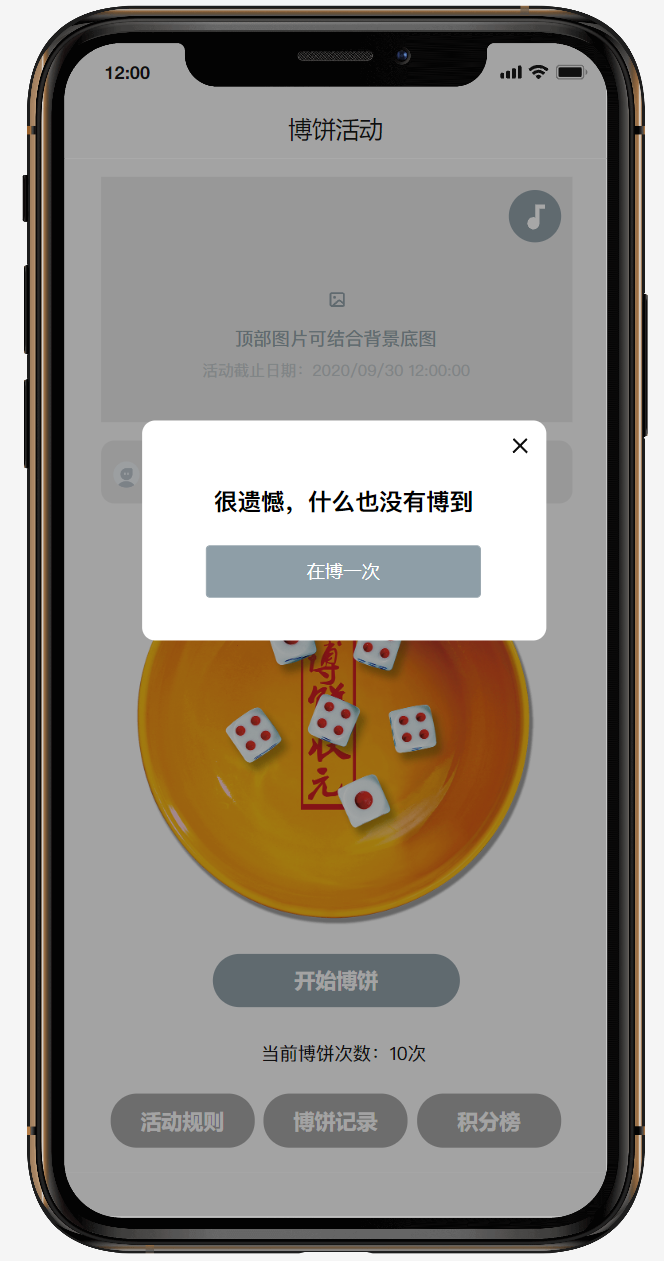 12:00
博饼活动
顶部图片可结合背景底图
活动截止日期：2020/09/30 12:00:00
很遗憾，什么也没有博到
在博一次
博
饼
状
元
开始博饼
当前博饼次数：10次
活动规则
博饼记录
积分榜